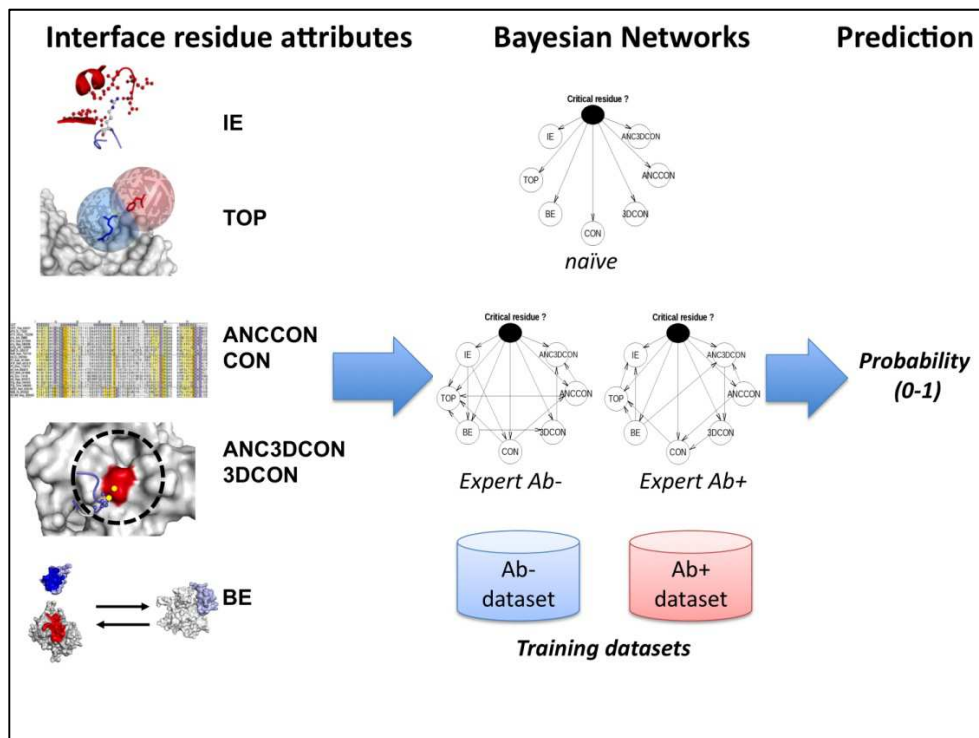 Interface residue attributes
Bayesian Networks
Prediction
IE
TOP
ANCCON
CON
ANC3DCON
3DCON
BE
Critical residue ?
IE
ANC3DCON
TOP
ANCCON
BE
3DCON
CON
naïve
Critical residue ?
IE
ANC3DCON
TOP
ANCCON
BE
3DCON
CON
Expert Ab-
Critical residue ?
IE
ANC3DCON
TOP
ANCCON
BE
3DCON
CON
Expert Ab+
Ab-
dataset
Ab+
dataset
Training datasets
Probability
(0-1)